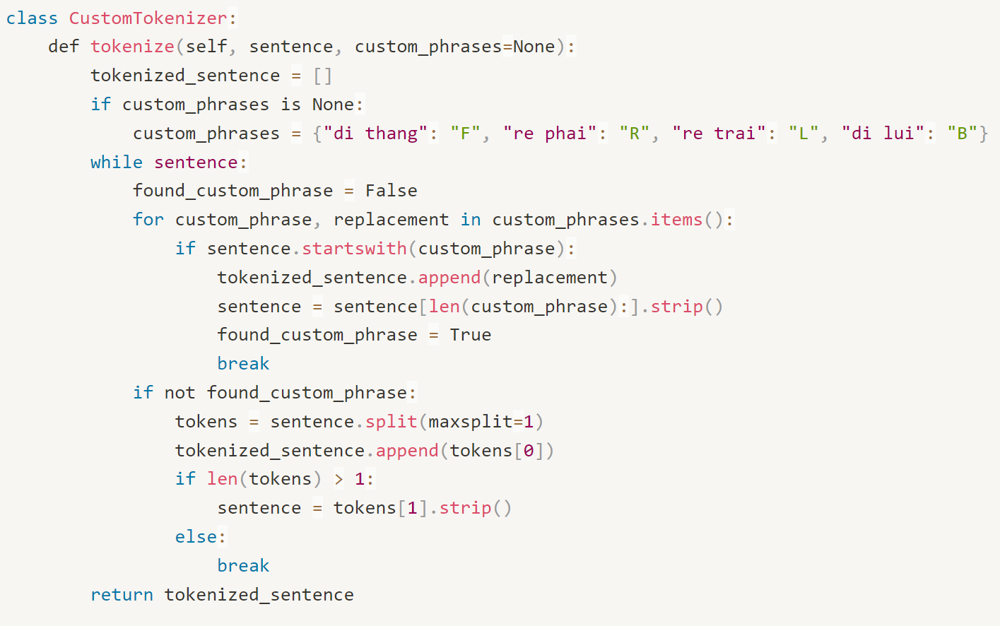 class CustomTokenizer:
    def tokenize(self, sentence, custom_phrases=None):
        tokenized_sentence = []
        if custom_phrases is None:
            custom_phrases = {"di thang": "F", "re phai": "R", "re trai": "L", "di lui": "B"}
        while sentence:
            found_custom_phrase = False
            for custom_phrase, replacement in custom_phrases.items():
                if sentence.startswith(custom_phrase):
                    tokenized_sentence.append(replacement)
                    sentence = sentence[len(custom_phrase):].strip()
                    found_custom_phrase = True
                    break
            if not found_custom_phrase:
                tokens = sentence.split(maxsplit=1)
                tokenized_sentence.append(tokens[0])
                if len(tokens) > 1:
                    sentence = tokens[1].strip()
                else:
                    break
        return tokenized_sentence